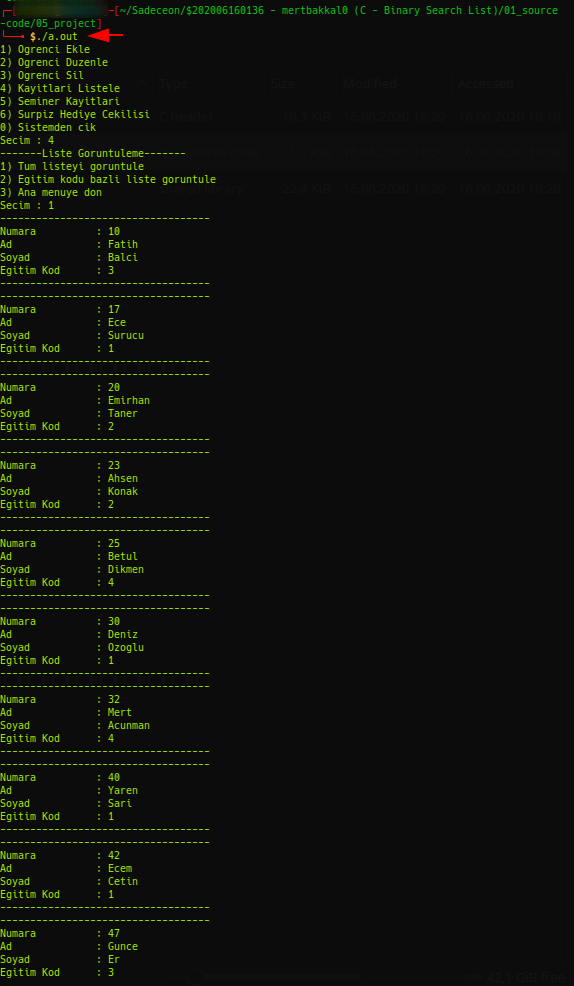 [~/Sadeceon/$202006160136 - mertbakkal0 (C - Binary Search List)/01_source
-code/05_project]
$./a.out
1) Ogrenci Ekle
2) Ogrenci Duzenle
3) Ogrenci Sil
4) Kayitlari Listele
5) Seminer Kayitlari
6) Surpiz Hediye Cekilisi
0) Sistemden cik
Secim : 4
-------Liste Goruntuleme-------
1) Tum listeyi goruntule
2) Egitim kodu bazli liste goruntule
3) Ana menuye don
Secim : 1
-----------------------------------
Numara          : 10
Ad              : Fatih
Soyad           : Balci
Egitim Kod      : 3
-----------------------------------
-----------------------------------
Numara          : 17
Ad              : Ece
Soyad           : Surucu
Egitim Kod      : 1
-----------------------------------
-----------------------------------
Numara          : 20
Ad              : Emirhan
Soyad           : Taner
Egitim Kod      : 2
-----------------------------------
-----------------------------------
Numara          : 23
Ad              : Ahsen
Soyad           : Konak
Egitim Kod      : 2
-----------------------------------
-----------------------------------
Numara          : 25
Ad              : Betul
Soyad           : Dikmen
Egitim Kod      : 4
-----------------------------------
-----------------------------------
Numara          : 30
Ad              : Deniz
Soyad           : Ozoglu
Egitim Kod      : 1
-----------------------------------
-----------------------------------
Numara          : 32
Ad              : Mert
Soyad           : Acunman
Egitim Kod      : 4
-----------------------------------
-----------------------------------
Numara          : 40
Ad              : Yaren
Soyad           : Sari
Egitim Kod      : 1
-----------------------------------
-----------------------------------
Numara          : 42
Ad              : Ecem
Soyad           : Cetin
Egitim Kod      : 1
-----------------------------------
-----------------------------------
Numara          : 47
Ad              : Gunce
Soyad           : Er
Egitim Kod      : 3